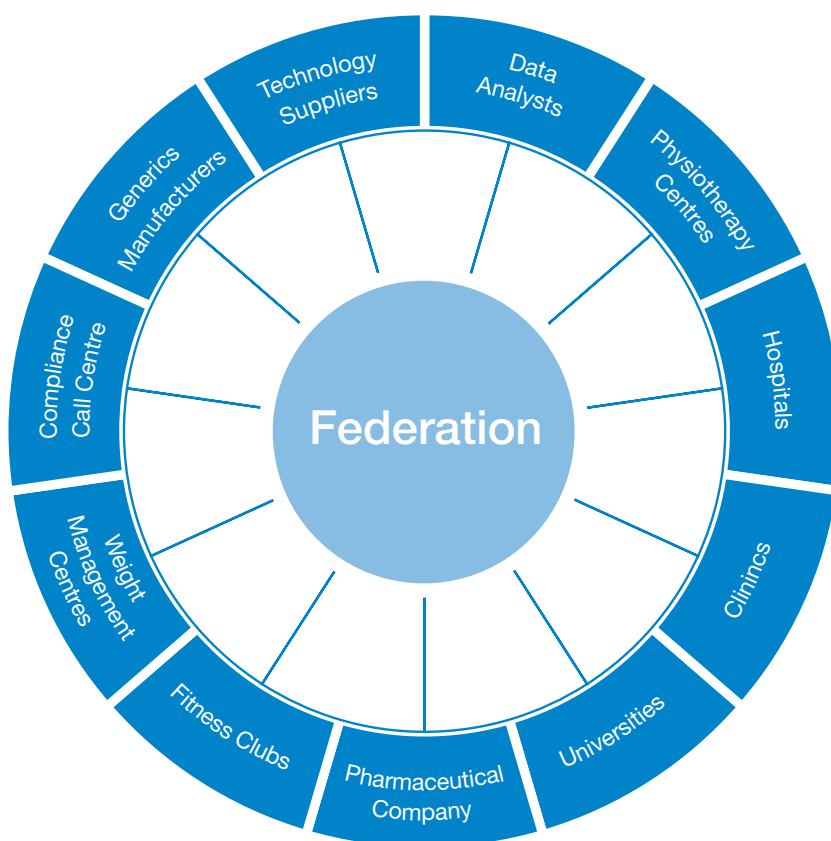 Technology
Suppliers
Data
Analysts
Physiotherapy
Centres
Hospitals
Clinincs
Universities
Pharmaceutical
Company
Fitness Clubs
Weight
Management
Centres
Compliance
Call Centre
Generics
Manufacturers
Federation